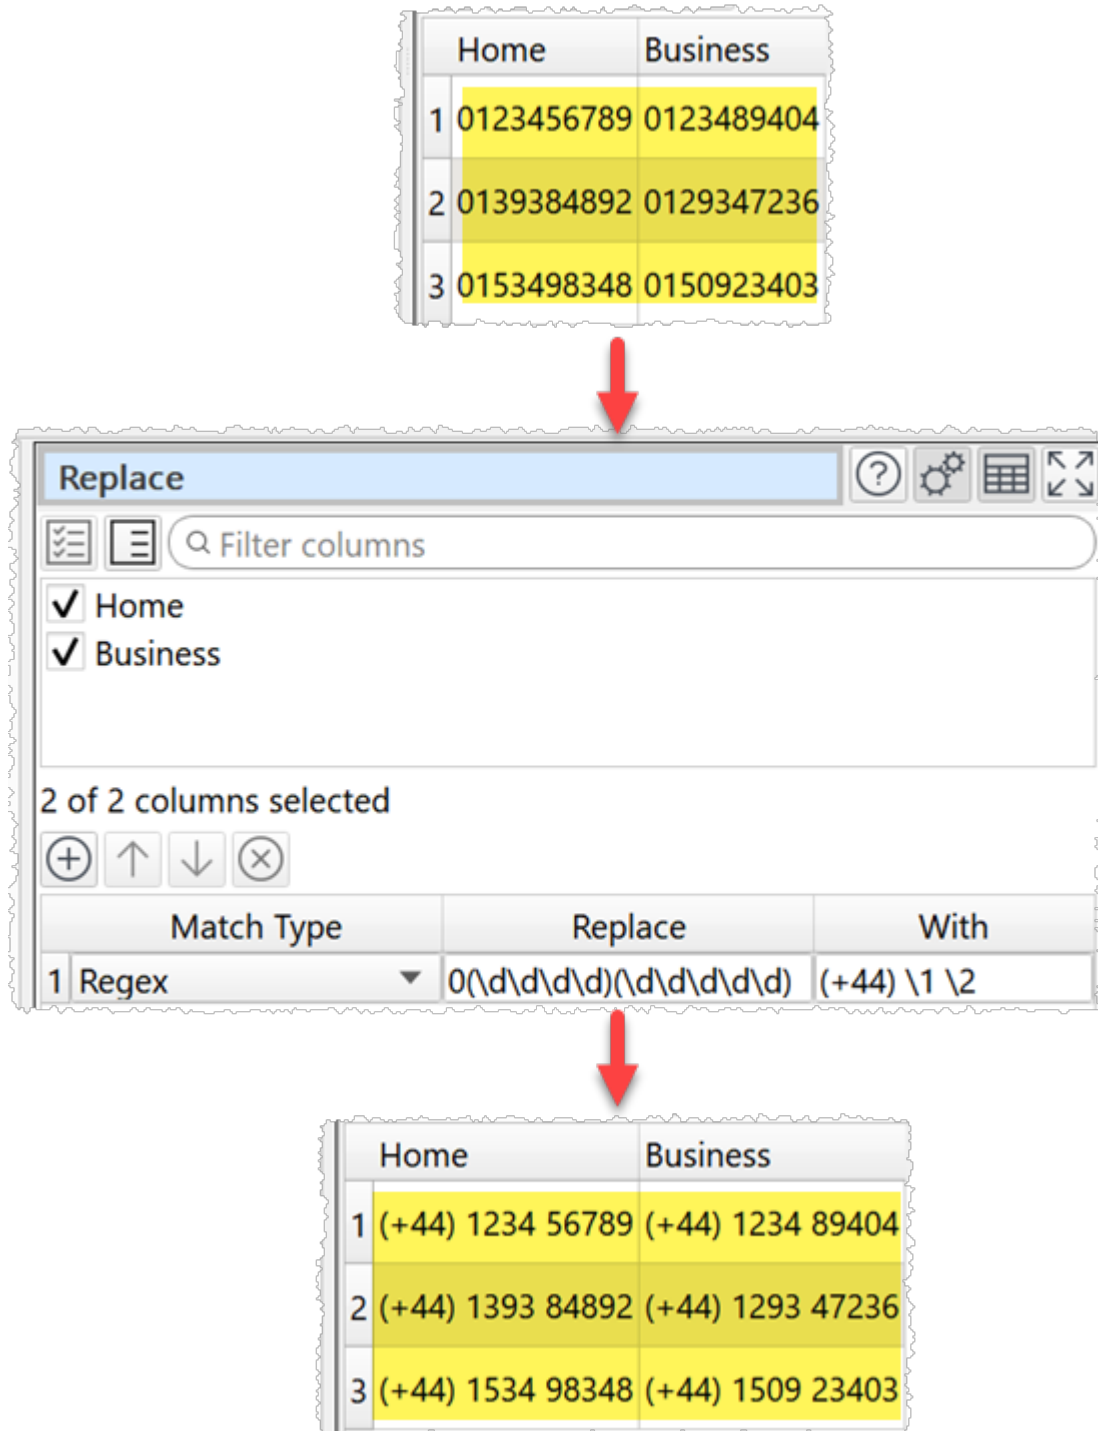 Home Business
1 0123456789 0123489404
2 0139384892 0129347236
3 0153498348 0150923403
Replace
Filter columns
Home
Business
2 of 2 columns selected
Match Type Replace With
1 Regex 0(\d\d\d\d)(\d\d\d\d\d) (+44) \1 \2
Home Business
1 (+44) 1234 56789 (+44) 1234 89404
2 (+44) 1393 84892 (+44) 1293 47236
3 (+44) 1534 98348 (+44) 1509 23403